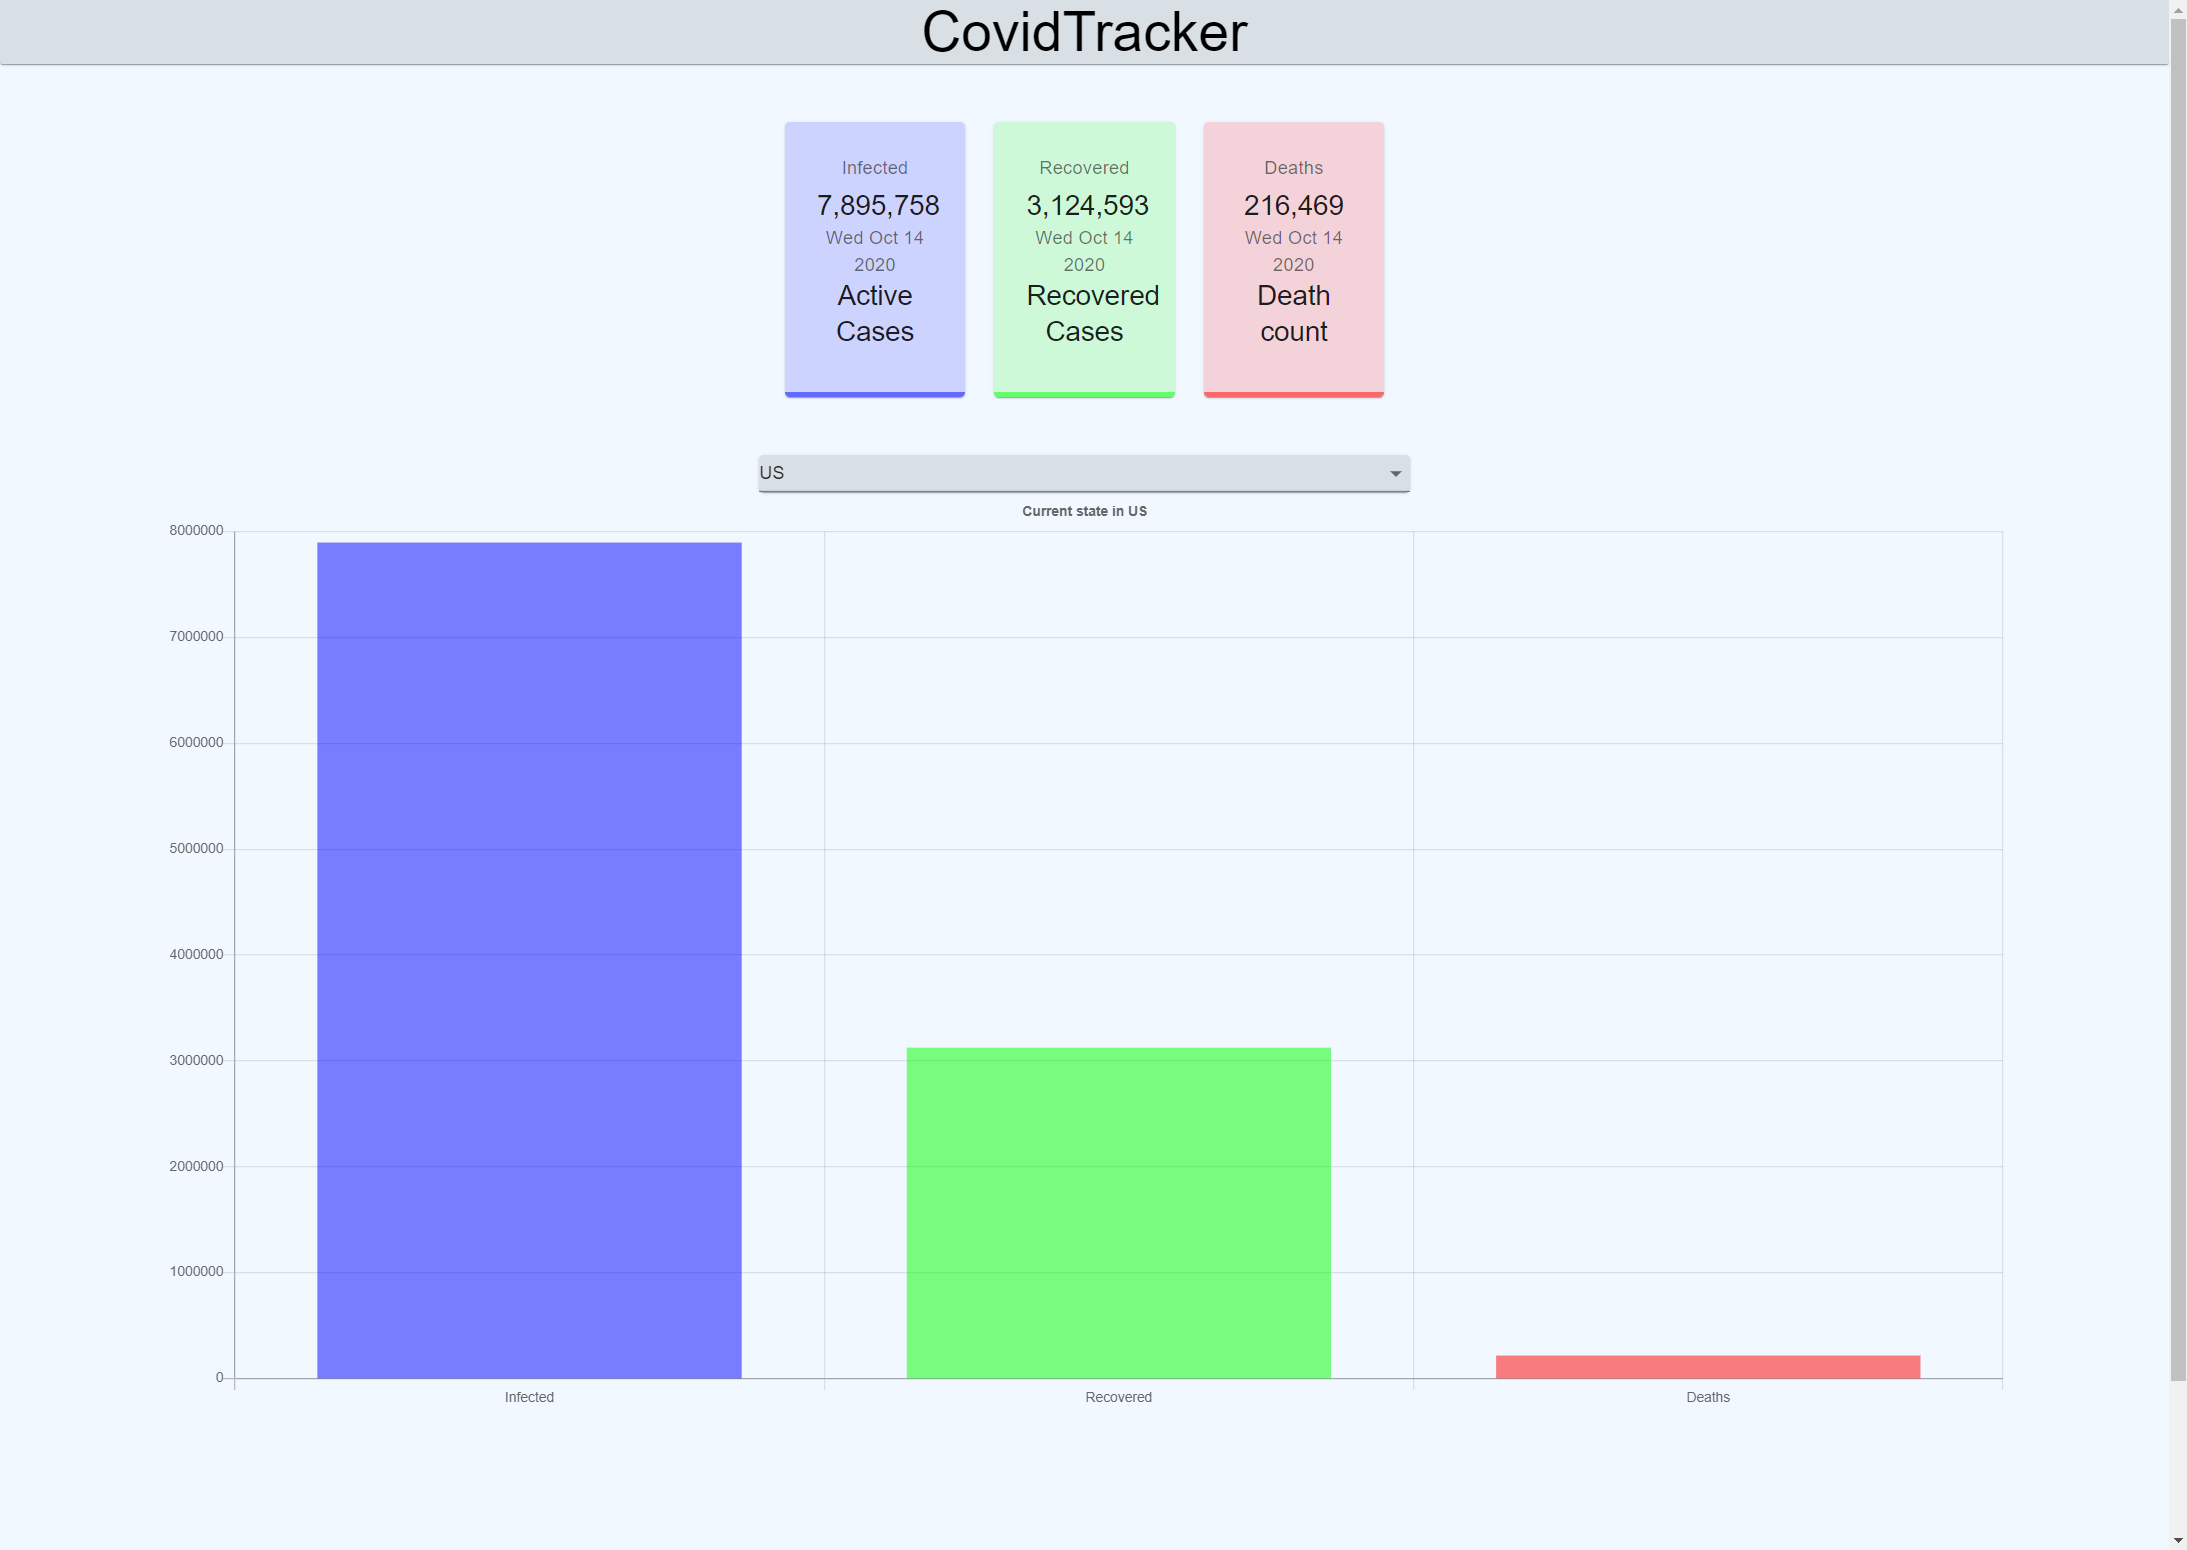 CovidTracker
Infected
7,895,758
Wed Oct 14
2020
Active
Cases
Recovered
3,124,593
Wed Oct 14
2020
Recovered
Cases
Deaths
216,469
Wed Oct 14
2020
Death
count
US
Current state in US
8000000
7000000
6000000
5000000
4000000
3000000
2000000
1000000
0
Infected
Recovered
Deaths